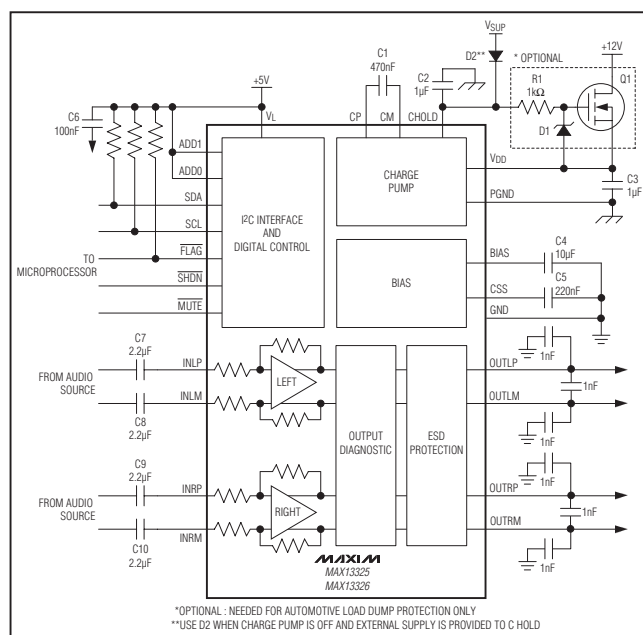 VSUP
D2**
* OPTIONAL
+12V
C1
470nF
C2
1µF
R1
1kΩ
Q1
D1
+5V
C6
100nF
VL
CP
CM
CHOLD
ADD1
ADD0
SDA
SCL
FLAG
SHDN
MUTE
TO
MICROPROCESSOR
I2C INTERFACE
AND
DIGITAL CONTROL
CHARGE
PUMP
VDD
PGND
C3
1µF
BIAS
BIAS
CSS
GND
C4
10µF
C5
220nF
C7
2.2µF
FROM AUDIO
SOURCE
INLP
INLM
C8
2.2µF
LEFT
OUTPUT
DIAGNOSTIC
ESD
PROTECTION
1nF
OUTLP
1nF
OUTLM
1nF
C9
2.2µF
FROM AUDIO
SOURCE
INRP
INRM
C10
2.2µF
RIGHT
1nF
OUTRP
1nF
OUTRM
1nF
MAXIM
MAX13325
MAX13326
*OPTIONAL : NEEDED FOR AUTOMOTIVE LOAD DUMP PROTECTION ONLY
**USE D2 WHEN CHARGE PUMP IS OFF AND EXTERNAL SUPPLY IS PROVIDED TO C HOLD